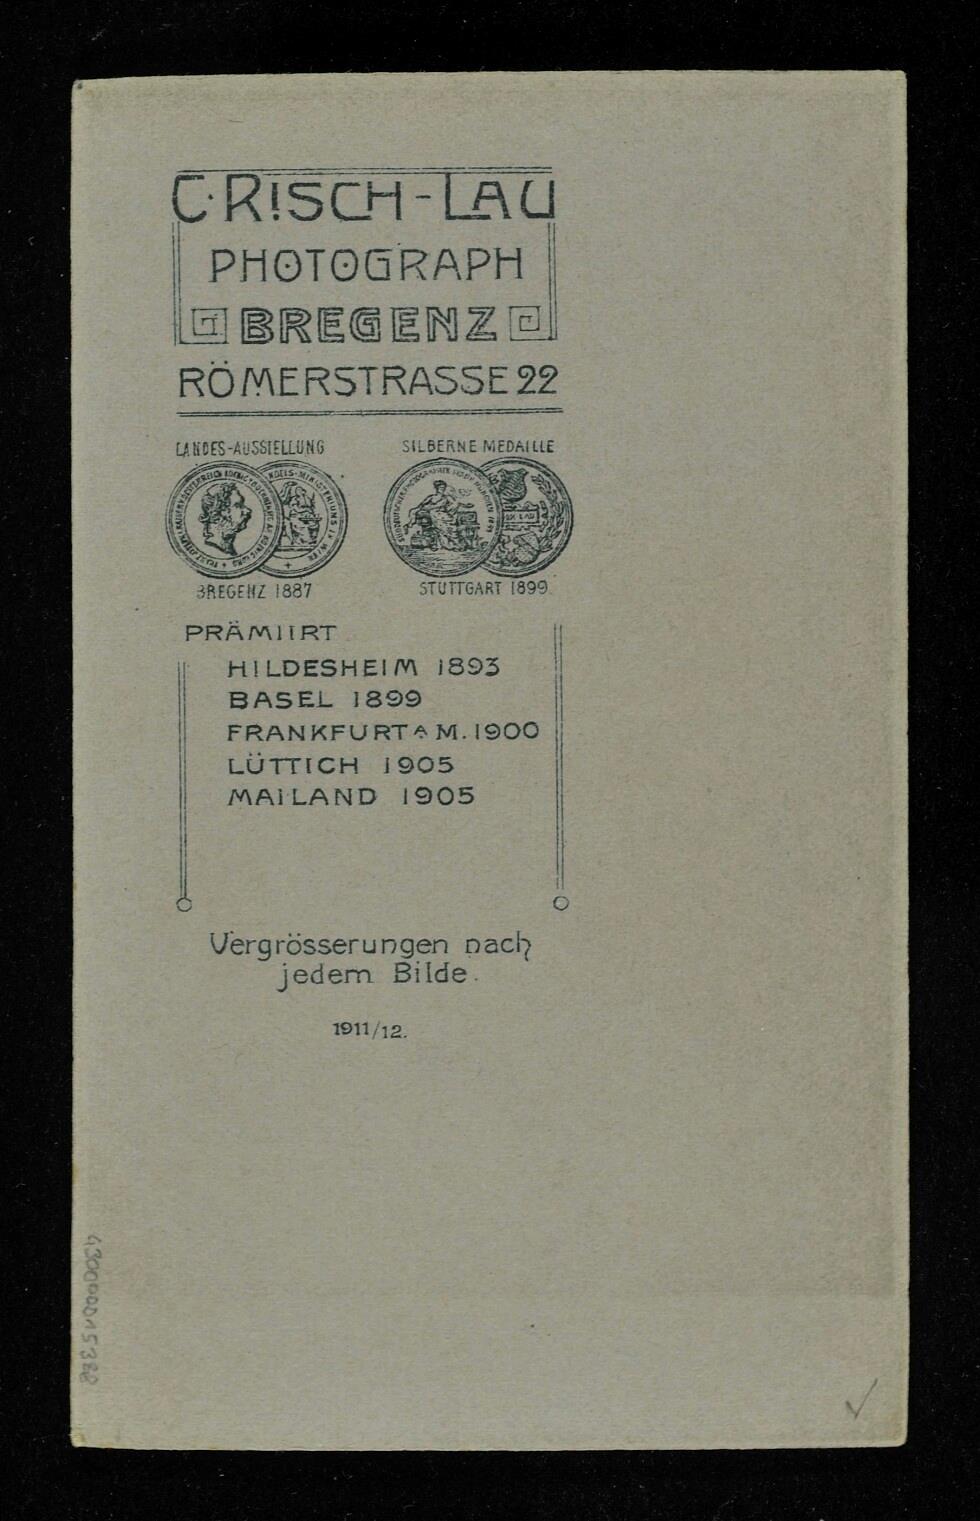 C. RISCH-LAU
PHOTOGRAPH
BREGENZ
RÖMERSTRASSE 22
LANDES-AUSSTELLUNG
BREGENZ 1887
SILBERNE MEDAILLE
STUTTGART 1899
PRÄMIIRT
HILDESHEIM 1893
BASEL 1899
FRANKFURT A M. 1900
LÜTTICH 1905
MAILAND 1905
Vergrösserungen nach
jedem Bilde.
1911/12.